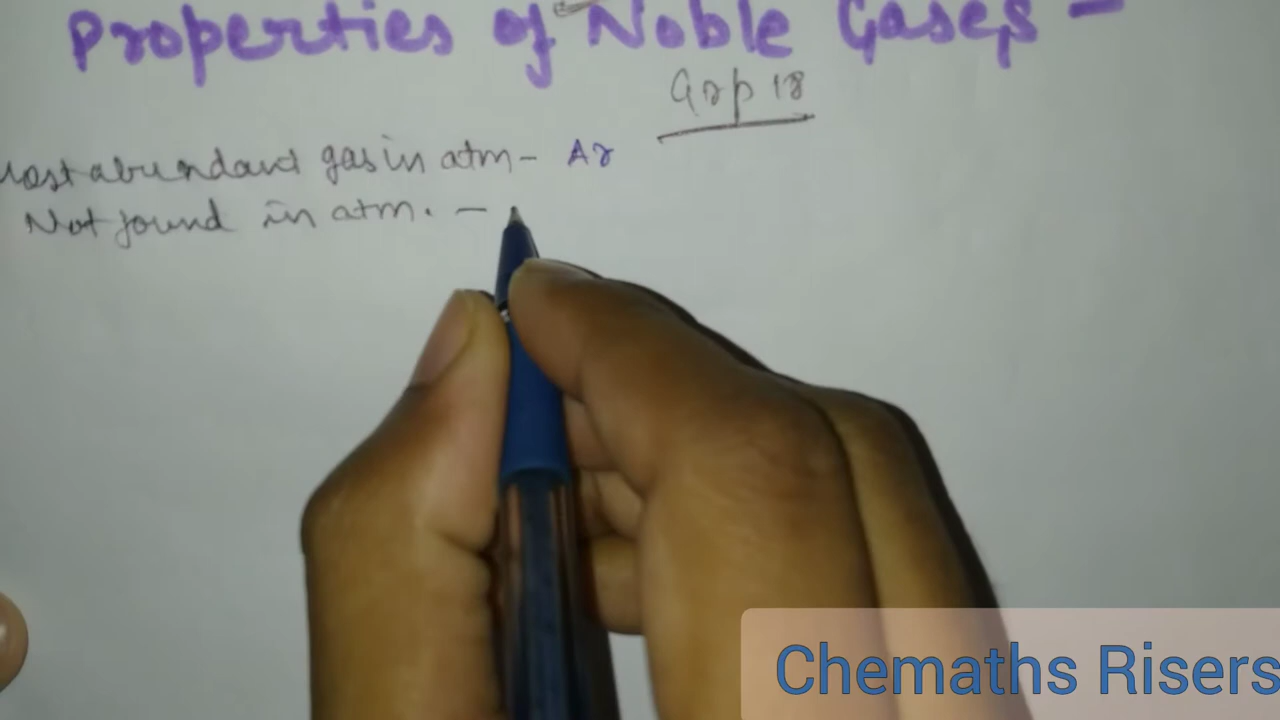 Properties of Noble Gases -
Grp 18
Most abundant gas in atm - Ar
Not found in atm. -
Chemaths Risers